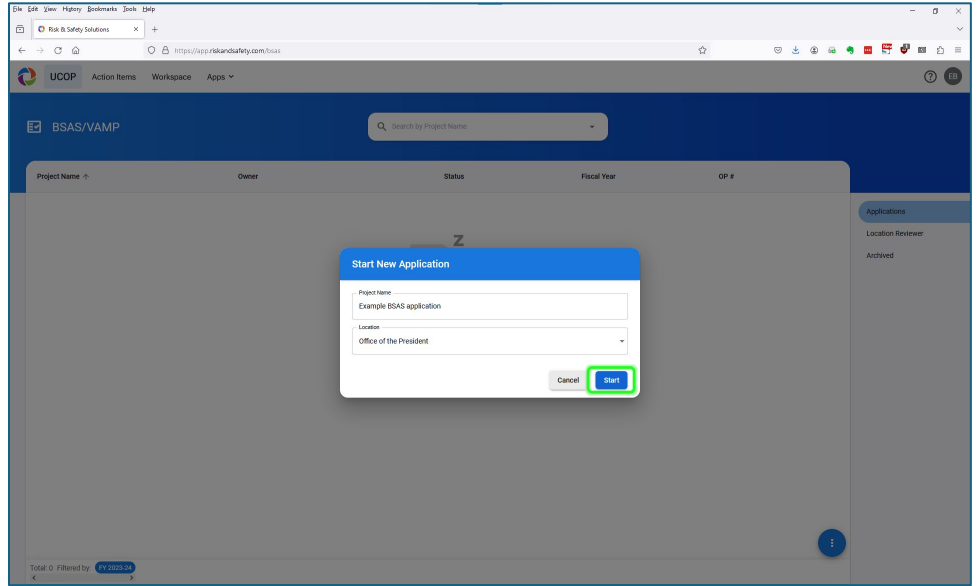 File Edit View History Bookmarks Tools Help
Risk & Safety Solutions
https://app.riskandsafety.com/bsas
New
UCOP Action Items Workspace Apps
EB
BSAS/VAMP
Search by Project Name
Project Name Owner Status Fiscal Year OP #
Applications
Location Reviewer
Archived
Z
Start New Application
Project Name
Example BSAS application
Location
Office of the President
Cancel Start
Total: 0 Filtered by: FY 2023-24